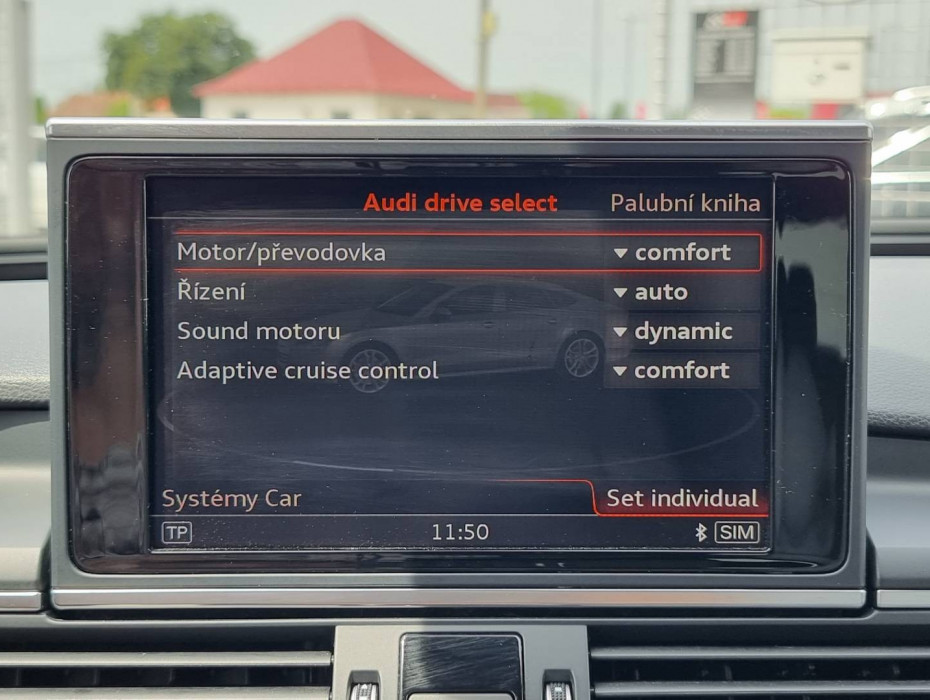 Audi drive select Palubní kniha
Motor/převodovka comfort
Řízení auto
Sound motoru dynamic
Adaptive cruise control comfort
Systémy Car Set individual
TP 11:50 SIM